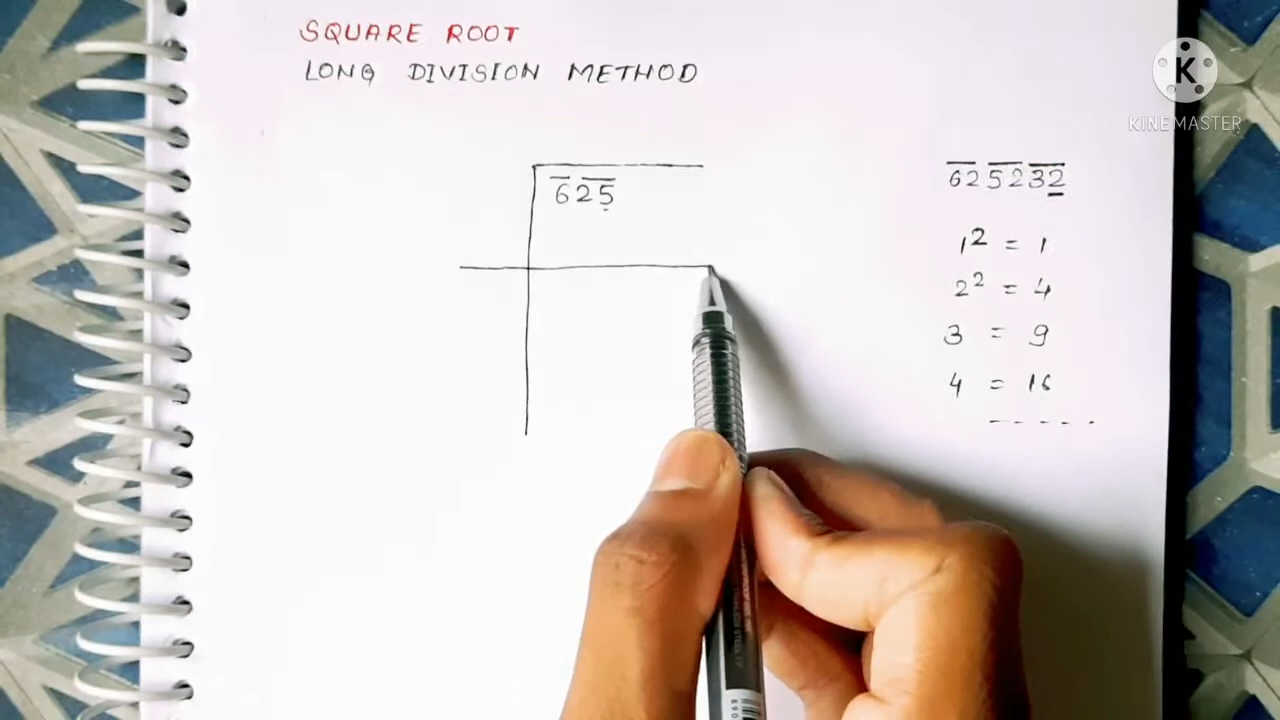 SQUARE ROOT
LONG DIVISION METHOD
K
KINEMASTER
625
625232
1² = 1
2² = 4
3 = 9
4 = 16
-----